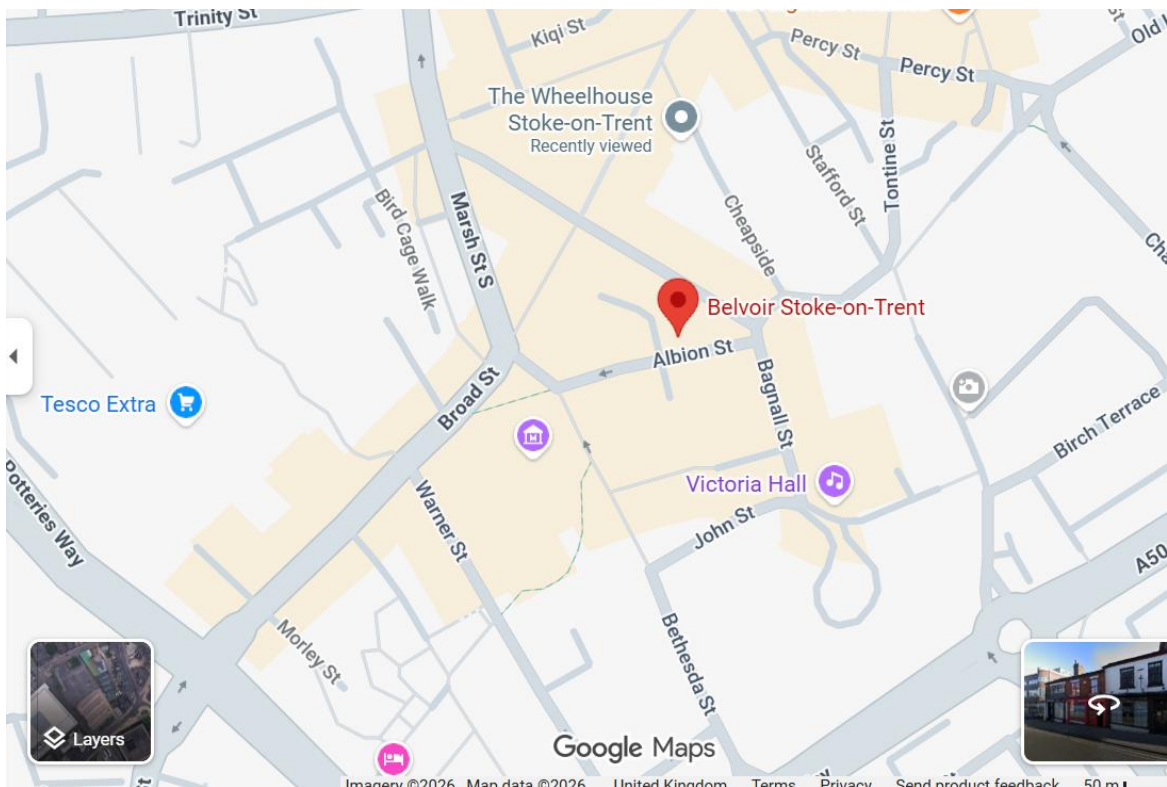 Trinity St
Kiqi St
Percy St
Percy St
Old
St
The Wheelhouse
Stoke-on-Trent
Recently viewed
Tontine St
Stafford St
Cheapside
Bird Cage Walk
Marsh St S
Belvoir Stoke-on-Trent
Albion St
Tesco Extra
Broad St
Bagnall St
Birch Terrace
Potteries Way
Victoria Hall
Warner St
John St
A50
Morley St
Bethesda St
Layers
Google Maps
Imagery ©2026 Map data ©2026 United Kingdom Terms Privacy Send product feedback 50 m